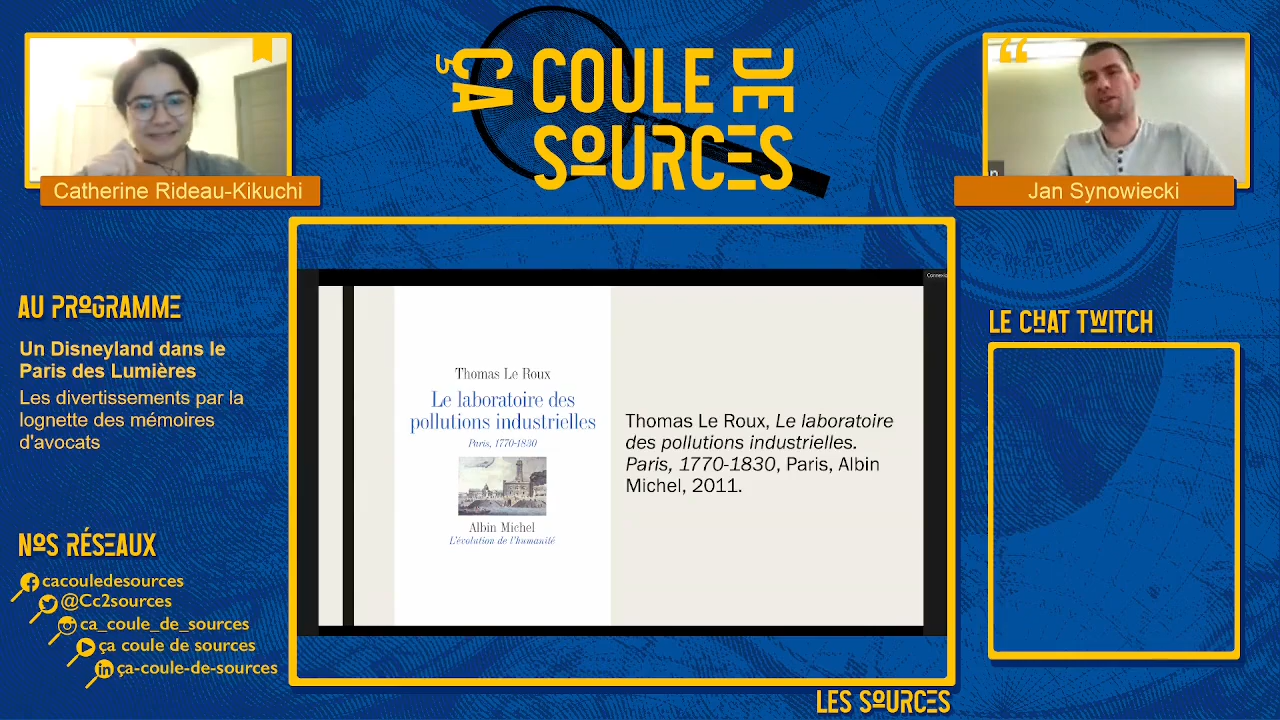 Catherine Rideau-Kikuchi
ÇA COULE DE
SOURCES
Jan Synowiecki
AU PROGRAMME
Un Disneyland dans le
Paris des Lumières
Les divertissements par la
lognette des mémoires
d'avocats
NOS RÉSEAUX
cacouledesources
@Cc2sources
ca_coule_de_sources
ça coule de sources
ça-coule-de-sources
Thomas Le Roux
Le laboratoire des
pollutions industrielles
Paris, 1770-1830
Albin Michel
L'évolution de l'humanité
Thomas Le Roux, Le laboratoire
des pollutions industrielles.
Paris, 1770-1830, Paris, Albin
Michel, 2011.
LE CHAT TWITCH
LES SOURCES